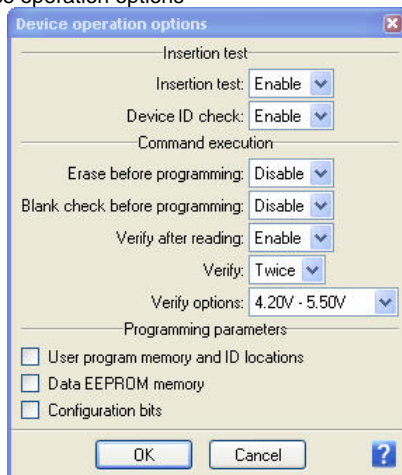 operation options
Device operation options
Insertion test
Insertion test: Enable
Device ID check: Enable
Command execution
Erase before programming: Disable
Blank check before programming: Disable
Verify after reading: Enable
Verify: Twice
Verify options: 4.20V - 5.50V
Programming parameters
User program memory and ID locations
Data EEPROM memory
Configuration bits
OK Cancel ?